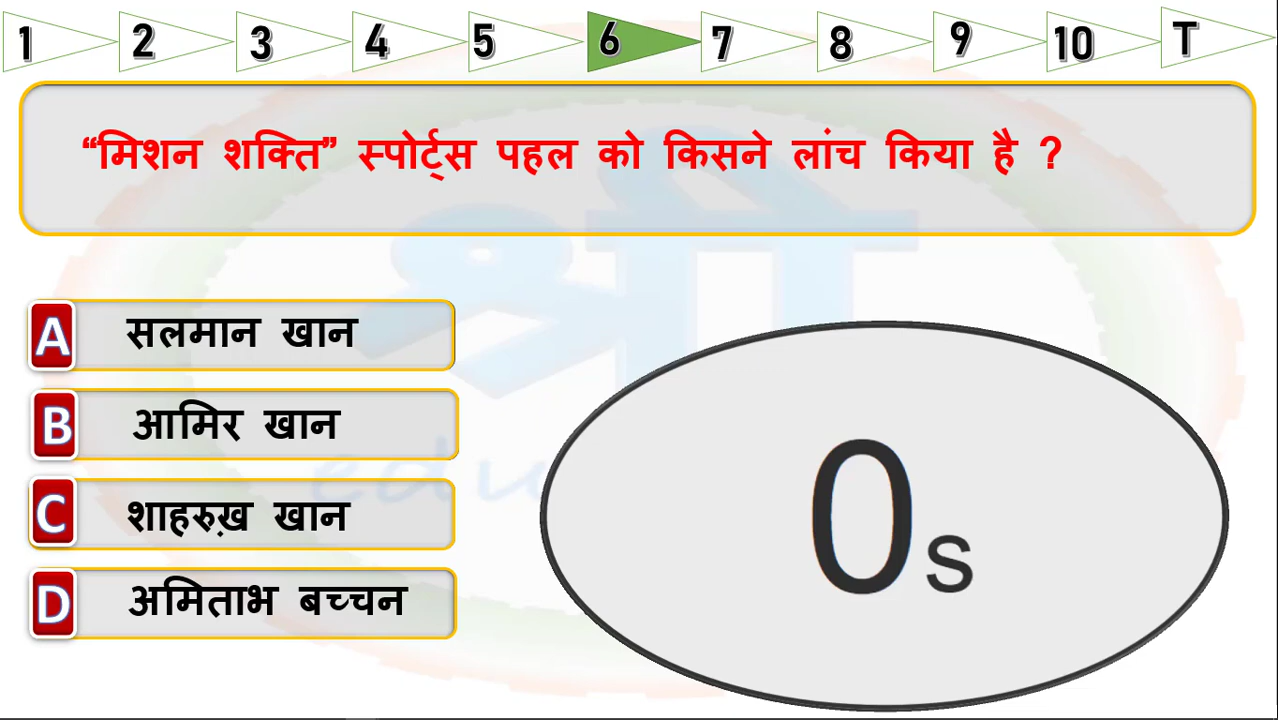 1 2 3 4 5 6 7 8 9 10 T
“मिशन शक्ति” स्पोर्ट्स पहल को किसने लांच किया है ?
A सलमान खान
B आमिर खान
C शाहरुख़ खान
D अमिताभ बच्चन
0s
श्री
edu